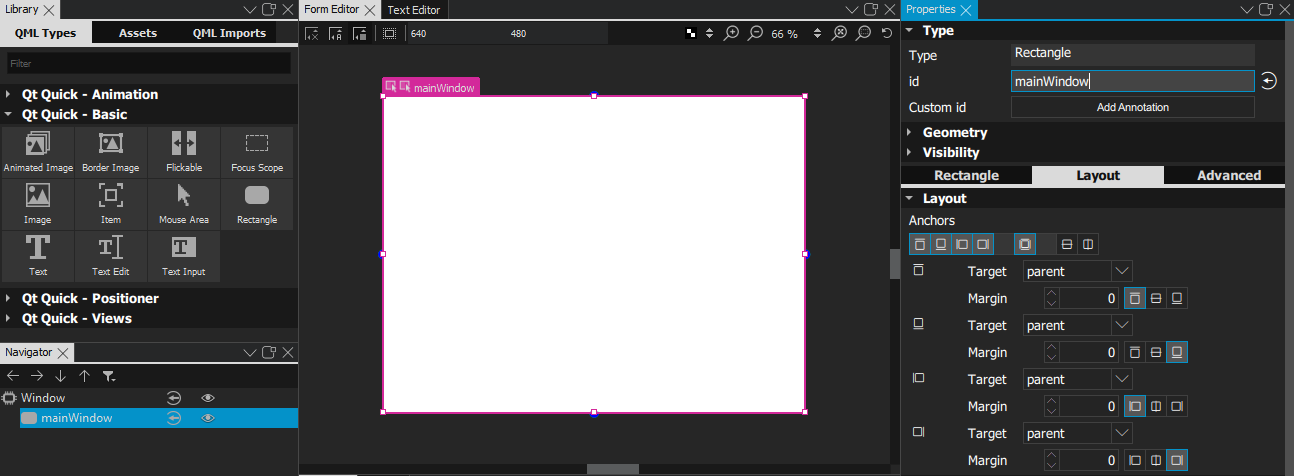 Library
QML Types Assets QML Imports
Filter
Qt Quick - Animation
Qt Quick - Basic
Animated Image Border Image Flickable Focus Scope
Image Item Mouse Area Rectangle
Text Text Edit Text Input
Qt Quick - Positioner
Qt Quick - Views
Navigator
Window
mainWindow
Form Editor Text Editor
640 480 66 %
mainWindow
Properties
Type
Type Rectangle
id mainWindow
Custom id Add Annotation
Geometry
Visibility
Rectangle Layout Advanced
Layout
Anchors
Target parent
Margin 0
Target parent
Margin 0
Target parent
Margin 0
Target parent
Margin 0